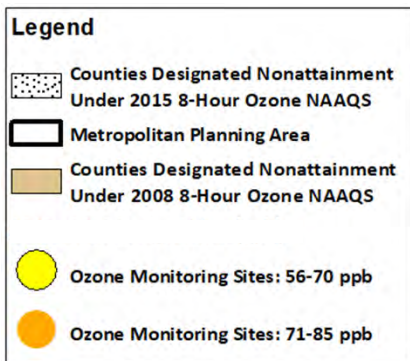 Legend
Counties Designated Nonattainment
Under 2015 8-Hour Ozone NAAQS
Metropolitan Planning Area
Counties Designated Nonattainment
Under 2008 8-Hour Ozone NAAQS
Ozone Monitoring Sites: 56-70 ppb
Ozone Monitoring Sites: 71-85 ppb